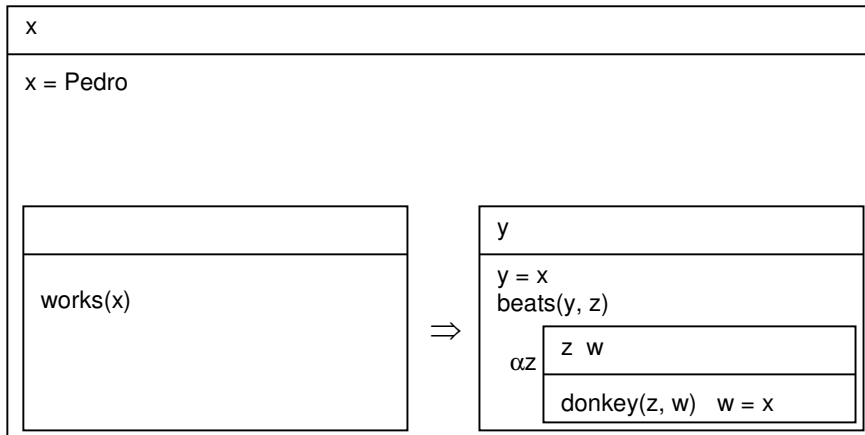 x
x = Pedro
works(x)
⇒
y
y = x
beats(y, z)
αz
z w
donkey(z, w) w = x